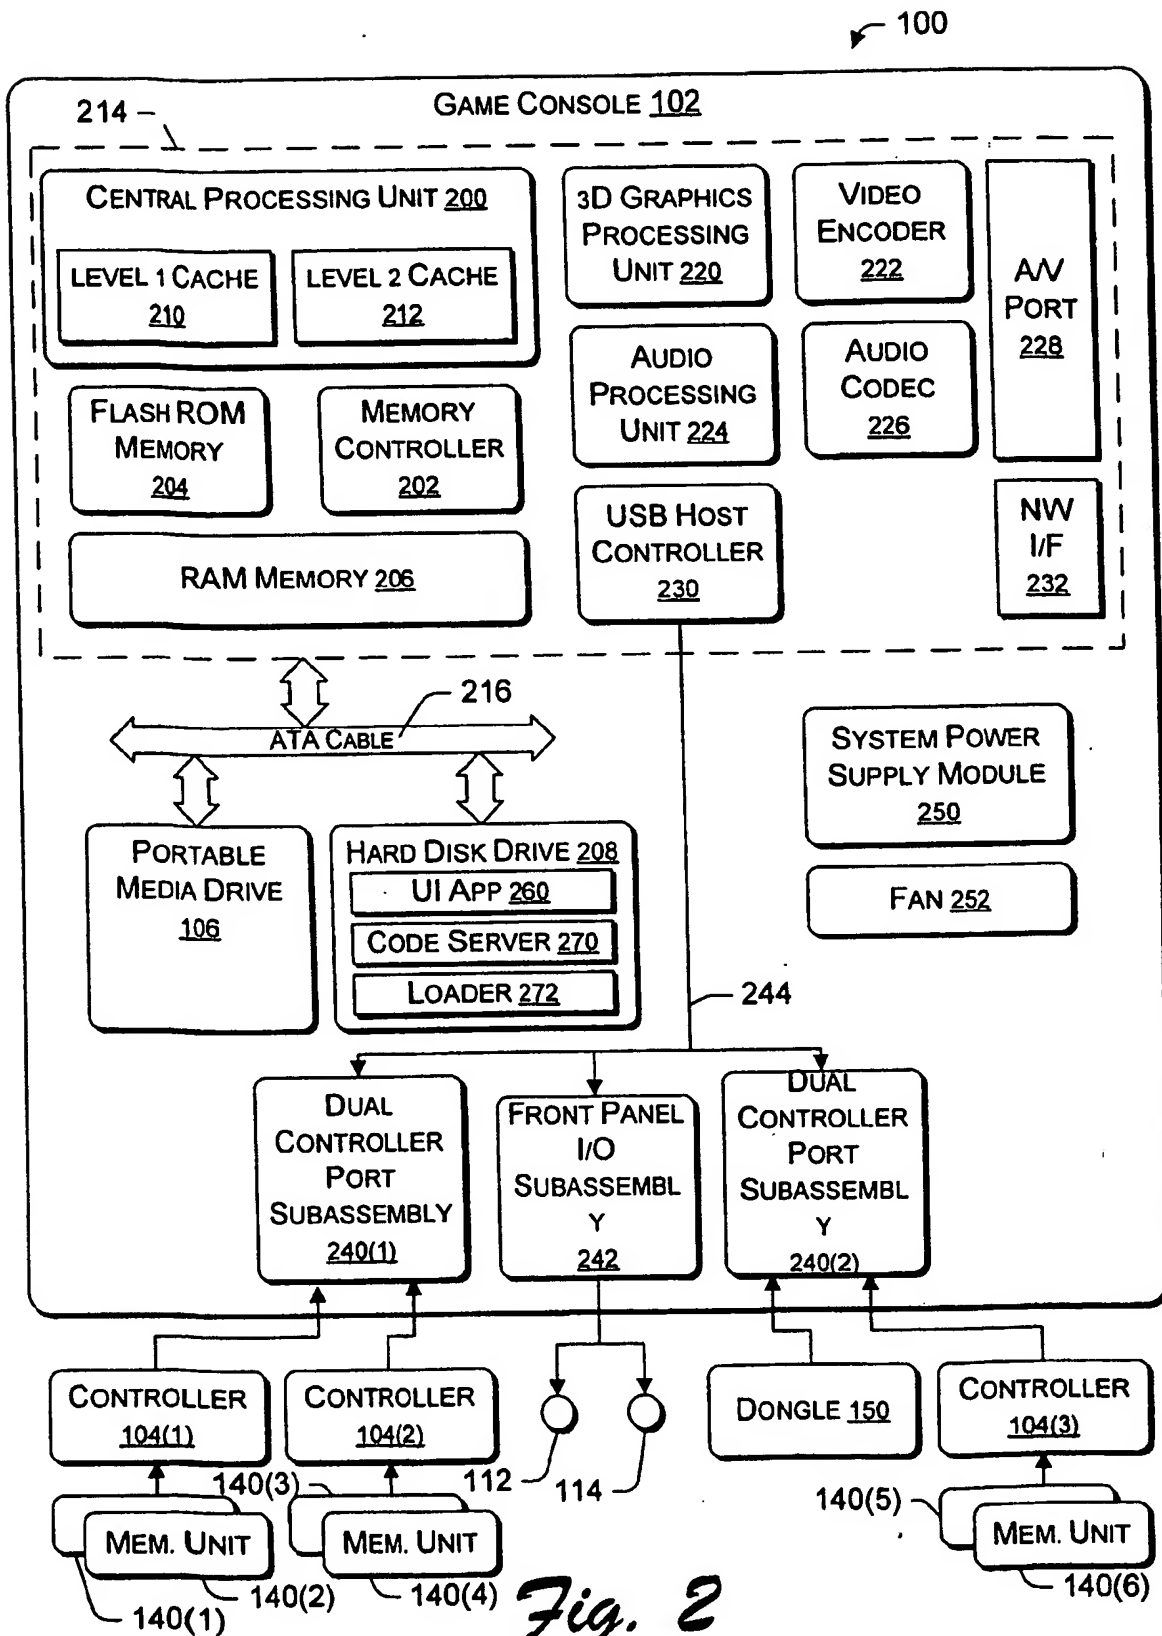 100
GAME CONSOLE 102
214
CENTRAL PROCESSING UNIT 200
LEVEL 1 CACHE
210
LEVEL 2 CACHE
212
3D GRAPHICS
PROCESSING
UNIT 220
VIDEO
ENCODER
222
A/V
PORT
228
AUDIO
PROCESSING
UNIT 224
AUDIO
CODEC
226
FLASH ROM
MEMORY
204
MEMORY
CONTROLLER
202
USB HOST
CONTROLLER
230
NW
I/F
232
RAM MEMORY 206
216
ATA CABLE
SYSTEM POWER
SUPPLY MODULE
250
PORTABLE
MEDIA DRIVE
106
HARD DISK DRIVE 208
UI APP 260
CODE SERVER 270
LOADER 272
FAN 252
244
DUAL
CONTROLLER
PORT
SUBASSEMBLY
240(1)
FRONT PANEL
I/O
SUBASSEMBL
Y
242
DUAL
CONTROLLER
PORT
SUBASSEMBL
Y
240(2)
CONTROLLER
104(1)
CONTROLLER
104(2)
112
114
DONGLE 150
CONTROLLER
104(3)
140(3)
140(5)
MEM. UNIT
MEM. UNIT
MEM. UNIT
140(1)
140(2)
140(4)
140(6)
Fig. 2